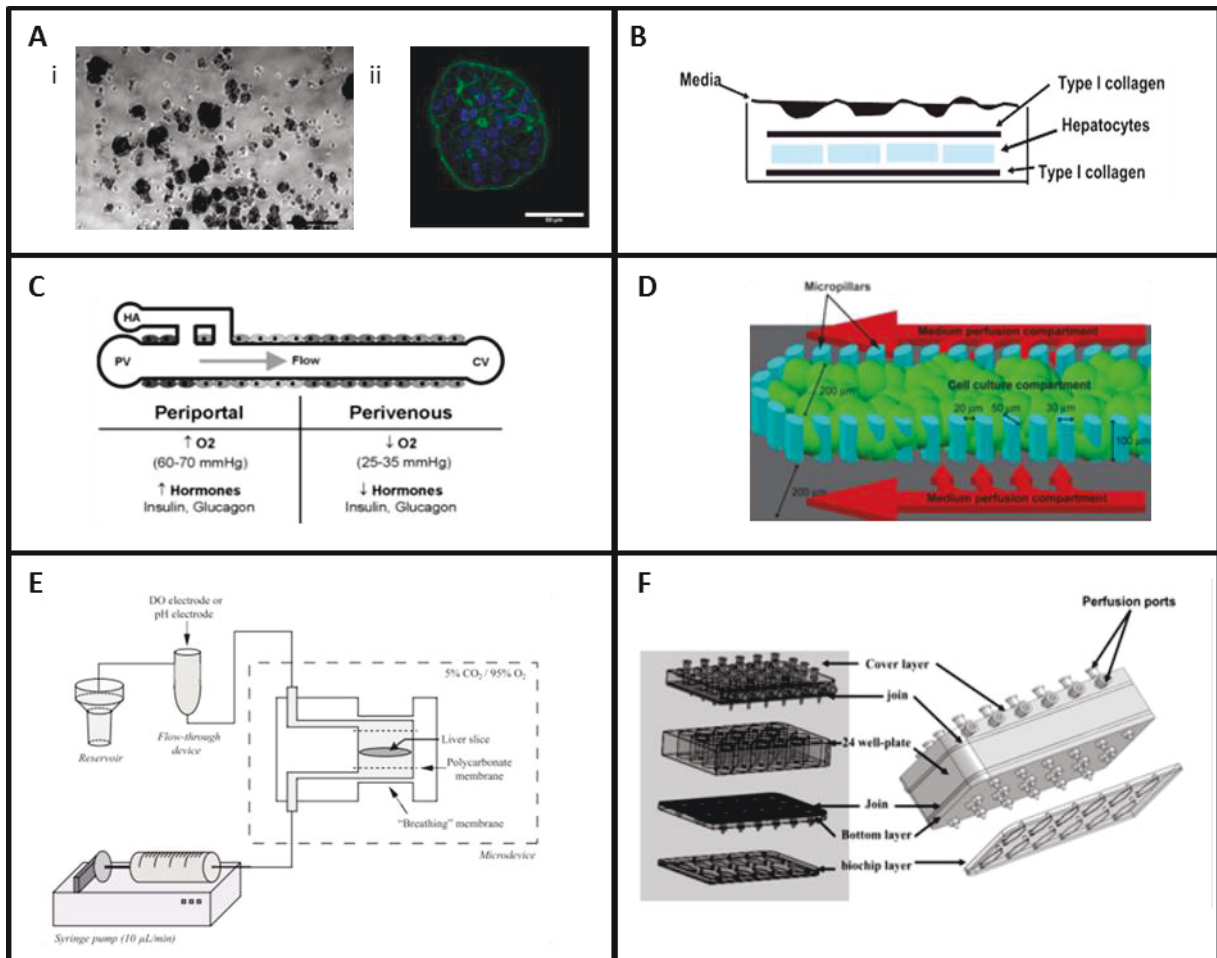 A
i
ii
50 µm
B
Media
Type I collagen
Hepatocytes
Type I collagen
C
HA
PV
Flow
CV
Periportal
Perivenous
↑ O2
(60-70 mmHg)
↓ O2
(25-35 mmHg)
↑ Hormones
Insulin, Glucagon
↓ Hormones
Insulin, Glucagon
D
Micropillars
Medium perfusion compartment
Cell culture compartment
200 µm
20 µm
50 µm
30 µm
100 µm
200 µm
Medium perfusion compartment
E
DO electrode or
pH electrode
5% CO2 / 95% O2
Reservoir
Flow-through
device
Liver slice
Polycarbonate
membrane
"Breathing"  membrane
Microdevice
Syringe pump (10 µL/min)
F
Perfusion ports
Cover layer
join
24 well-plate
Join
Bottom layer
biochip layer